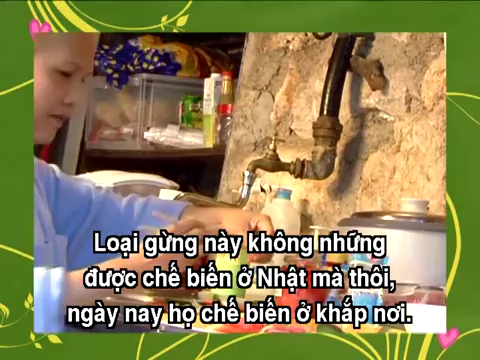 Loại gừng này không những
được chế biến ở Nhật mà thôi,
ngày nay họ chế biến ở khắp nơi.